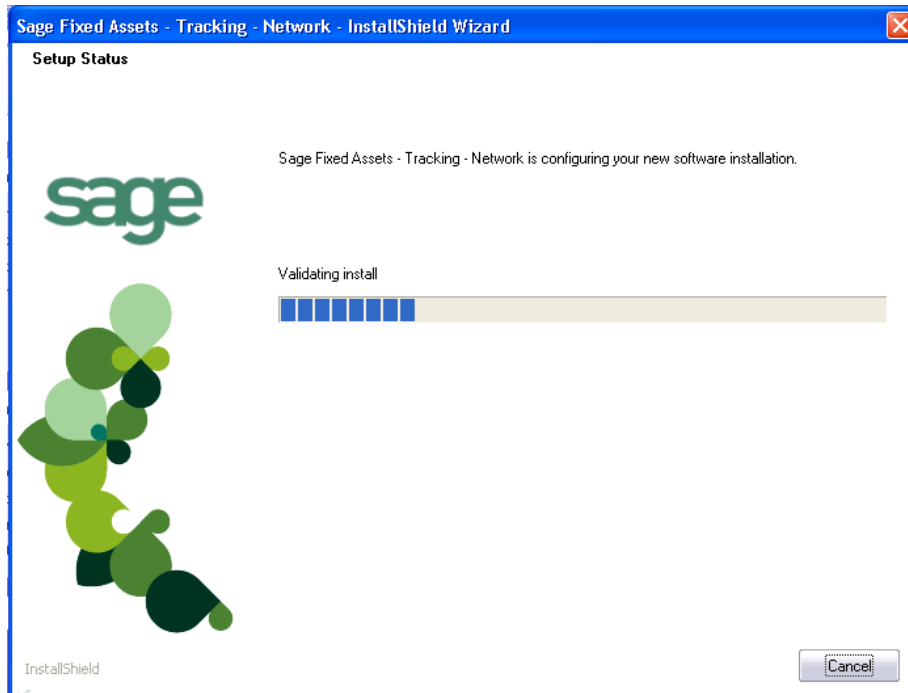 Sage Fixed Assets - Tracking - Network - InstallShield Wizard
Setup Status
Sage Fixed Assets - Tracking - Network is configuring your new software installation.
sage
Validating install
InstallShield
Cancel